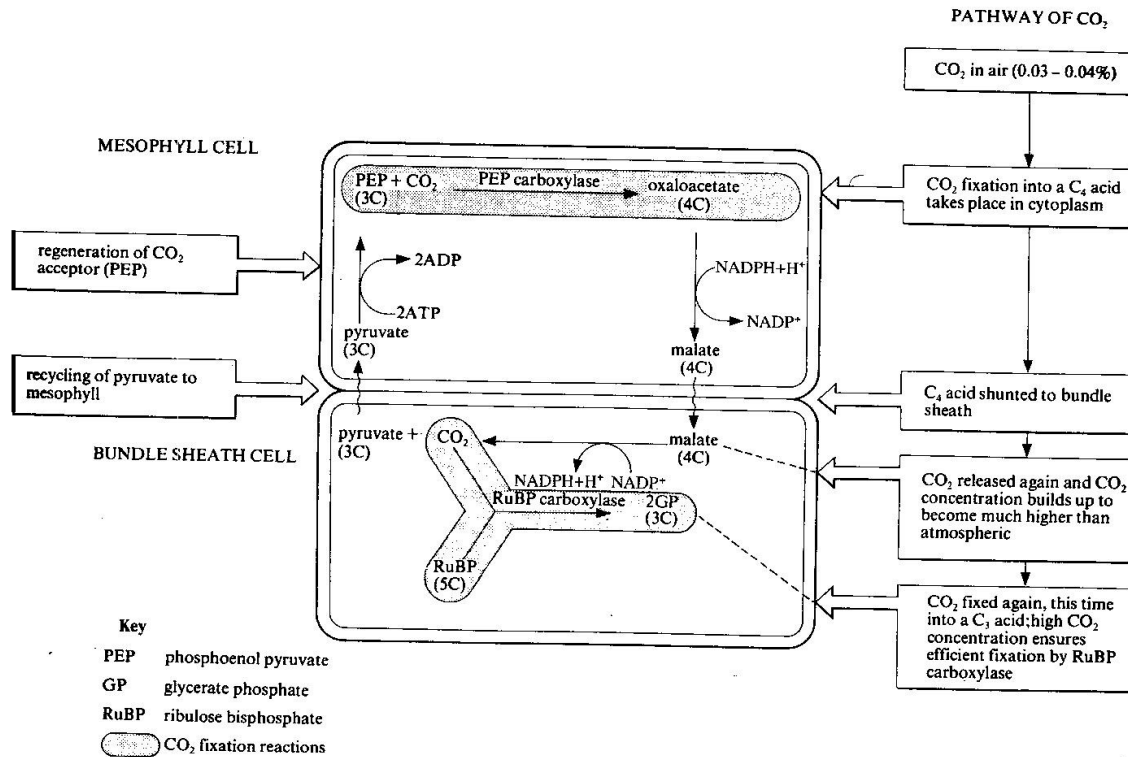 PATHWAY OF CO₂
CO₂ in air (0.03 – 0.04%)
MESOPHYLL CELL
PEP + CO₂
(3C)
PEP carboxylase
oxaloacetate
(4C)
CO₂ fixation into a C₄ acid
takes place in cytoplasm
regeneration of CO₂
acceptor (PEP)
2ADP
2ATP
NADPH+H⁺
NADP⁺
pyruvate
(3C)
malate
(4C)
recycling of pyruvate to
mesophyll
C₄ acid shunted to bundle
sheath
BUNDLE SHEATH CELL
pyruvate +
(3C)
CO₂
malate
(4C)
NADPH+H⁺ NADP⁺
RuBP carboxylase
2GP
(3C)
RuBP
(5C)
CO₂ released again and CO₂
concentration builds up to
become much higher than
atmospheric
CO₂ fixed again, this time
into a C₃ acid;high CO₂
concentration ensures
efficient fixation by RuBP
carboxylase
Key
PEP phosphoenol pyruvate
GP glycerate phosphate
RuBP ribulose bisphosphate
CO₂ fixation reactions